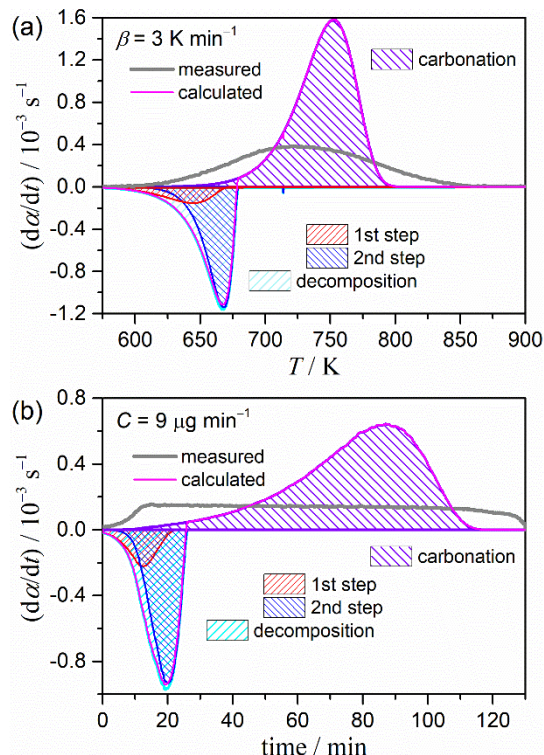 (a)
β = 3 K min⁻¹
measured
calculated
carbonation
1st step
2nd step
decomposition
(dα/dt) / 10⁻³ s⁻¹
1.6
1.2
0.8
0.4
0.0
-0.4
-0.8
-1.2
600 650 700 750 800 850 900
T / K
(b)
C = 9 μg min⁻¹
measured
calculated
carbonation
1st step
2nd step
decomposition
(dα/dt) / 10⁻³ s⁻¹
0.8
0.4
0.0
-0.4
-0.8
0 20 40 60 80 100 120
time / min